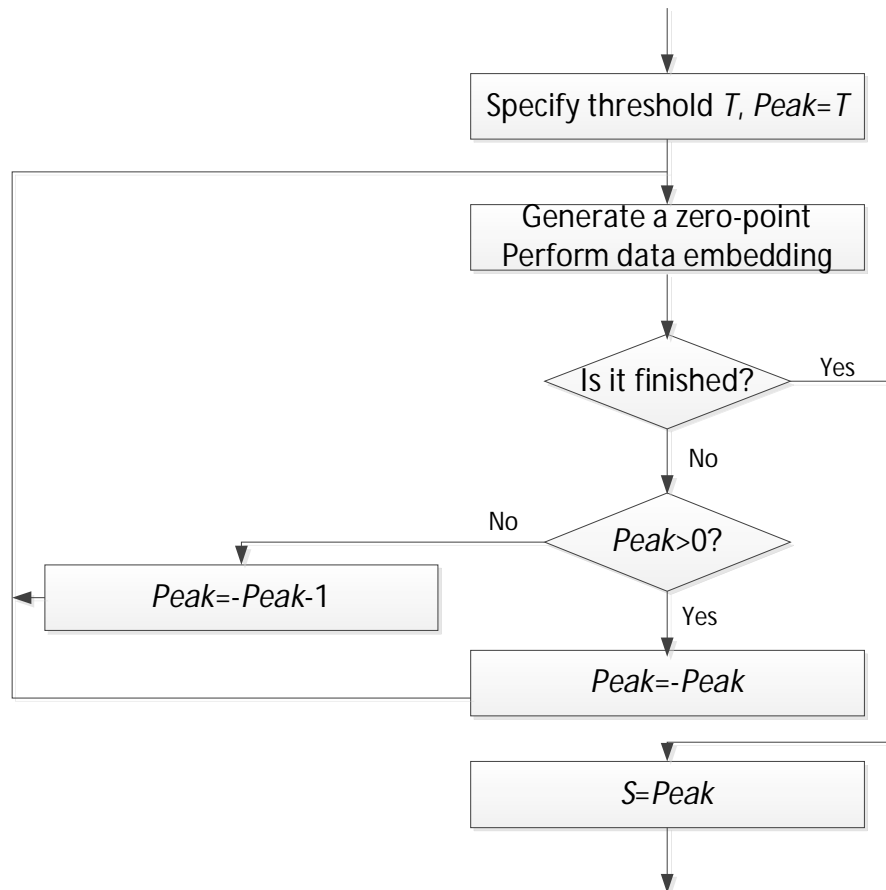 Specify threshold T, Peak=T
Generate a zero-point
Perform data embedding
Is it finished?
Yes
No
Peak>0?
No
Peak=-Peak-1
Yes
Peak=-Peak
S=Peak